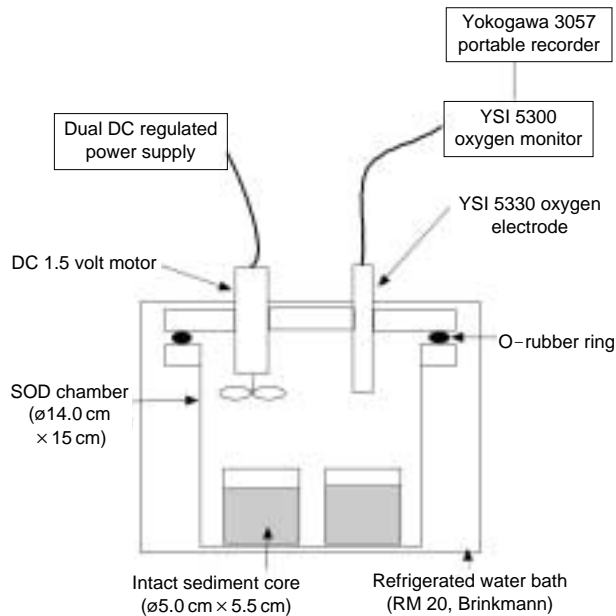 Yokogawa 3057
portable recorder
Dual DC regulated
power supply
YSI 5300
oxygen monitor
YSI 5330 oxygen
electrode
DC 1.5 volt motor
O-rubber ring
SOD chamber
(ø14.0 cm
× 15 cm)
Intact sediment core
(ø5.0 cm × 5.5 cm)
Refrigerated water bath
(RM 20, Brinkmann)